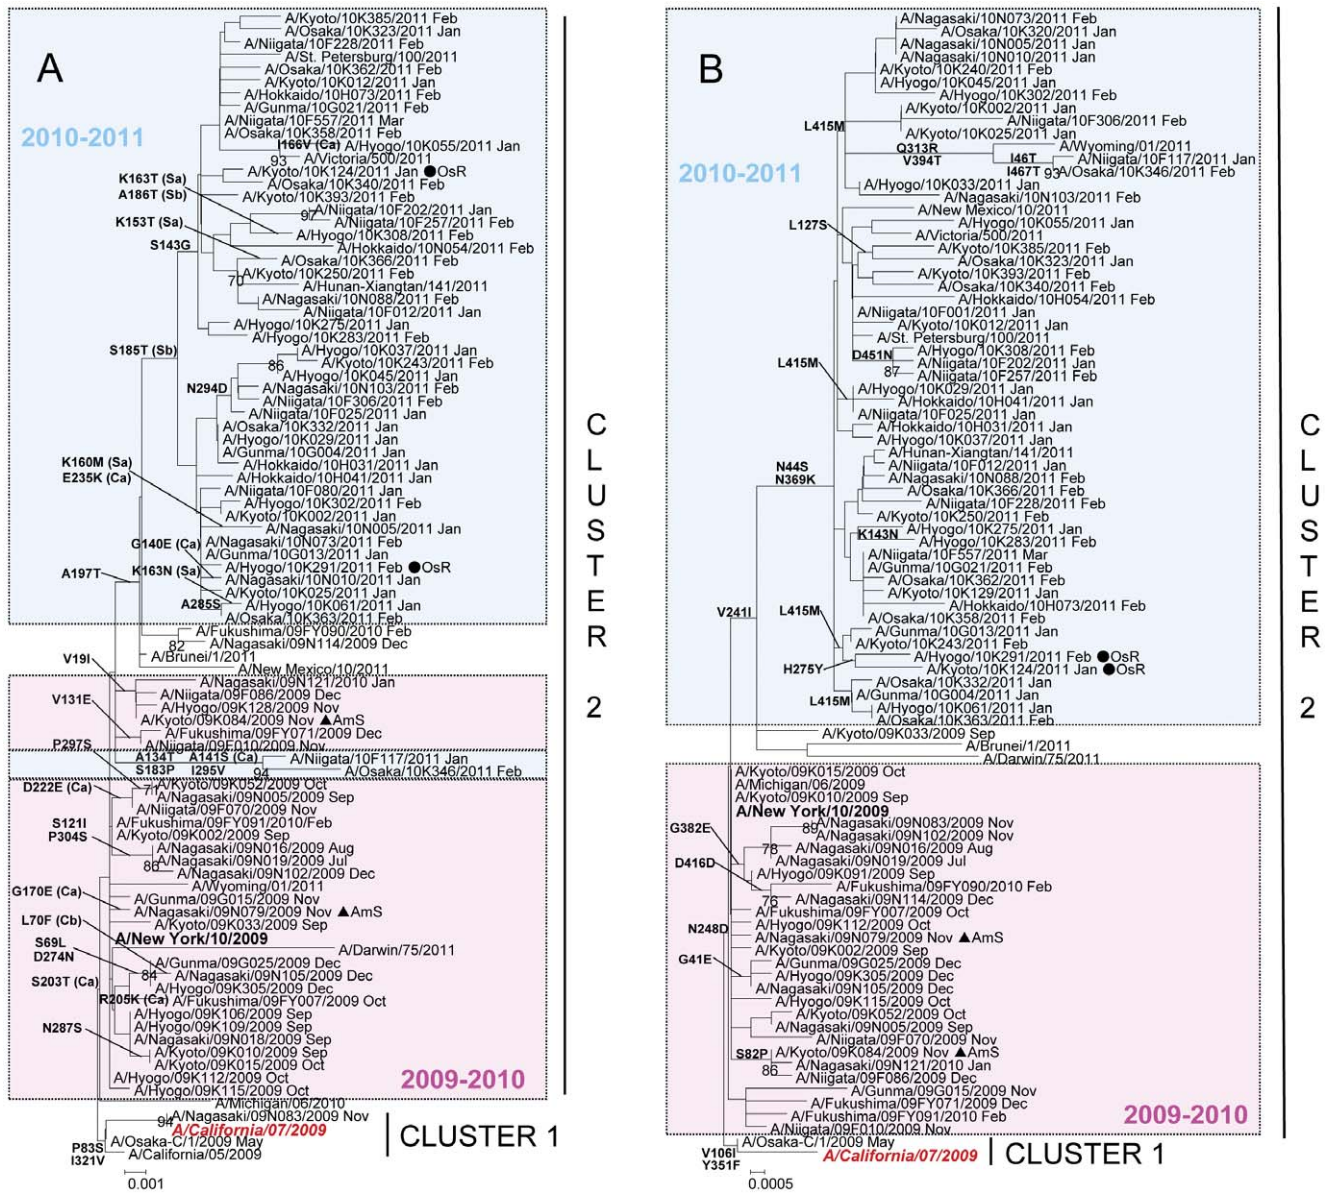 A
2010-2011
A/Kyoto/10K385/2011 Feb
A/Osaka/10K323/2011 Jan
A/Niigata/10F228/2011 Feb
A/St. Petersburg/100/2011
A/Osaka/10K362/2011 Feb
A/Kyoto/10K012/2011 Jan
A/Hokkaido/10H073/2011 Feb
A/Gunma/10G021/2011 Feb
A/Niigata/10F557/2011 Mar
A/Osaka/10K358/2011 Feb
I166V (Ca) A/Hyogo/10K055/2011 Jan
93 A/Victoria/500/2011
A/Kyoto/10K124/2011 Jan ●OsR
K163T (Sa) A/Osaka/10K340/2011 Feb
A186T (Sb) A/Kyoto/10K393/2011 Feb
97 A/Niigata/10F202/2011 Jan
K153T (Sa) A/Niigata/10F257/2011 Feb
A/Hyogo/10K308/2011 Feb
S143G A/Hokkaido/10N054/2011 Feb
A/Osaka/10K366/2011 Feb
70 A/Kyoto/10K250/2011 Feb
A/Hunan-Xiangtan/141/2011
A/Nagasaki/10N088/2011 Feb
A/Niigata/10F012/2011 Jan
A/Hyogo/10K275/2011 Jan
A/Hyogo/10K283/2011 Feb
S185T (Sb) A/Hyogo/10K037/2011 Jan
86 A/Kyoto/10K243/2011 Feb
A/Hyogo/10K045/2011 Jan
N294D A/Nagasaki/10N103/2011 Feb
A/Niigata/10F306/2011 Feb
A/Niigata/10F025/2011 Jan
A/Osaka/10K332/2011 Jan
A/Hyogo/10K029/2011 Jan
A/Gunma/10G004/2011 Jan
K160M (Sa) A/Hokkaido/10H031/2011 Jan
E235K (Ca) A/Hokkaido/10H041/2011 Jan
A/Niigata/10F080/2011 Jan
A/Hyogo/10K302/2011 Feb
A/Kyoto/10K002/2011 Jan
A/Nagasaki/10N005/2011 Jan
G140E (Ca) A/Nagasaki/10N073/2011 Feb
A/Gunma/10G013/2011 Jan
A197T K163N (Sa) A/Hyogo/10K291/2011 Feb ●OsR
A/Nagasaki/10N010/2011 Jan
A/Kyoto/10K025/2011 Jan
A285S A/Hyogo/10K061/2011 Jan
A/Osaka/10K363/2011 Feb
A/Fukushima/09FY090/2010 Feb
82 A/Nagasaki/09N114/2009 Dec
A/Brunei/1/2011
V19I A/New Mexico/10/2011
A/Nagasaki/09N121/2010 Jan
A/Niigata/09F086/2009 Dec
V131E A/Hyogo/09K128/2009 Nov
A/Kyoto/09K084/2009 Nov ▲AmS
A/Fukushima/09FY071/2009 Dec
P297S A/Niigata/09F010/2009 Nov
A134T A141S (Ca) A/Niigata/10F117/2011 Jan
S183P I295V 94 A/Osaka/10K346/2011 Feb
D222E (Ca) 71 A/Kyoto/09K052/2009 Oct
A/Nagasaki/09N005/2009 Sep
A/Niigata/09F070/2009 Nov
S121I A/Fukushima/09FY091/2010/Feb
P304S A/Kyoto/09K002/2009 Sep
A/Nagasaki/09N016/2009 Aug
86 A/Nagasaki/09N019/2009 Jul
A/Nagasaki/09N102/2009 Dec
G170E (Ca) A/Wyoming/01/2011
A/Gunma/09G015/2009 Nov
A/Nagasaki/09N079/2009 Nov ▲AmS
L70F (Cb) A/Kyoto/09K033/2009 Sep
A/New York/10/2009
S69L A/Darwin/75/2011
D274N A/Gunma/09G025/2009 Dec
84 A/Nagasaki/09N105/2009 Dec
S203T (Ca) A/Hyogo/09K305/2009 Dec
R205K (Ca) A/Fukushima/09FY007/2009 Oct
A/Hyogo/09K106/2009 Sep
N287S A/Hyogo/09K109/2009 Sep
A/Nagasaki/09N018/2009 Sep
A/Kyoto/09K010/2009 Sep
A/Kyoto/09K015/2009 Oct
A/Hyogo/09K112/2009 Oct
A/Hyogo/09K115/2009 Oct
2009-2010
A/Michigan/06/2010
94 A/Nagasaki/09N083/2009 Nov
A/California/07/2009
P83S A/Osaka-C/1/2009 May
I321V A/California/05/2009
0.001
CLUSTER 2
CLUSTER 1
B
2010-2011
A/Nagasaki/10N073/2011 Feb
A/Osaka/10K320/2011 Jan
A/Nagasaki/10N005/2011 Jan
A/Nagasaki/10N010/2011 Jan
A/Kyoto/10K240/2011 Feb
A/Hyogo/10K045/2011 Jan
A/Hyogo/10K302/2011 Feb
A/Kyoto/10K002/2011 Jan
L415M A/Niigata/10F306/2011 Feb
A/Kyoto/10K025/2011 Jan
Q313R A/Wyoming/01/2011
V394T I46T A/Niigata/10F117/2011 Jan
I467T 93 A/Osaka/10K346/2011 Feb
A/Hyogo/10K033/2011 Jan
A/Nagasaki/10N103/2011 Feb
A/New Mexico/10/2011
L127S A/Hyogo/10K055/2011 Jan
A/Victoria/500/2011
A/Kyoto/10K385/2011 Feb
A/Osaka/10K323/2011 Jan
A/Kyoto/10K393/2011 Feb
A/Osaka/10K340/2011 Feb
A/Hokkaido/10H054/2011 Feb
A/Niigata/10F001/2011 Jan
A/Kyoto/10K012/2011 Jan
A/St. Petersburg/100/2011
D451N A/Hyogo/10K308/2011 Feb
L415M A/Niigata/10F202/2011 Jan
87 A/Niigata/10F257/2011 Feb
A/Hyogo/10K029/2011 Jan
A/Hokkaido/10H041/2011 Jan
A/Niigata/10F025/2011 Jan
A/Hokkaido/10H031/2011 Jan
A/Hyogo/10K037/2011 Jan
A/Hunan-Xiangtan/141/2011
N44S A/Niigata/10F012/2011 Jan
N369K A/Nagasaki/10N088/2011 Feb
A/Osaka/10K366/2011 Feb
A/Niigata/10F228/2011 Feb
A/Kyoto/10K250/2011 Feb
K143N A/Hyogo/10K275/2011 Jan
A/Hyogo/10K283/2011 Feb
A/Niigata/10F557/2011 Mar
A/Gunma/10G021/2011 Feb
A/Osaka/10K362/2011 Feb
A/Kyoto/10K129/2011 Jan
A/Hokkaido/10H073/2011 Feb
V241I L415M A/Osaka/10K358/2011 Feb
A/Gunma/10G013/2011 Jan
A/Kyoto/10K243/2011 Feb
A/Hyogo/10K291/2011 Feb ●OsR
H275Y A/Kyoto/10K124/2011 Jan ●OsR
A/Osaka/10K332/2011 Jan
L415M A/Gunma/10G004/2011 Jan
A/Hyogo/10K061/2011 Jan
A/Osaka/10K363/2011 Feb
A/Kyoto/09K033/2009 Sep
A/Brunei/1/2011
A/Darwin/75/2011
A/Kyoto/09K015/2009 Oct
A/Michigan/06/2009
A/Kyoto/09K010/2009 Sep
A/New York/10/2009
G382E 89 A/Nagasaki/09N083/2009 Nov
A/Nagasaki/09N102/2009 Nov
78 A/Nagasaki/09N016/2009 Aug
D416D A/Nagasaki/09N019/2009 Jul
A/Hyogo/09K091/2009 Sep
A/Fukushima/09FY090/2010 Feb
76 A/Nagasaki/09N114/2009 Dec
A/Fukushima/09FY007/2009 Oct
N248D A/Hyogo/09K112/2009 Oct
A/Nagasaki/09N079/2009 Nov ▲AmS
A/Kyoto/09K002/2009 Sep
G41E A/Gunma/09G025/2009 Dec
A/Hyogo/09K305/2009 Dec
A/Nagasaki/09N105/2009 Dec
A/Hyogo/09K115/2009 Oct
A/Kyoto/09K052/2009 Oct
A/Nagasaki/09N005/2009 Sep
A/Niigata/09F070/2009 Nov
S82P A/Kyoto/09K084/2009 Nov ▲AmS
86 A/Nagasaki/09N121/2010 Jan
A/Niigata/09F086/2009 Dec
A/Gunma/09G015/2009 Nov
A/Fukushima/09FY071/2009 Dec
A/Fukushima/09FY091/2010 Feb
A/Niigata/09F010/2009 Nov
2009-2010
A/Osaka-C/1/2009 May
V106I A/California/07/2009
Y351F
0.0005
CLUSTER 2
CLUSTER 1